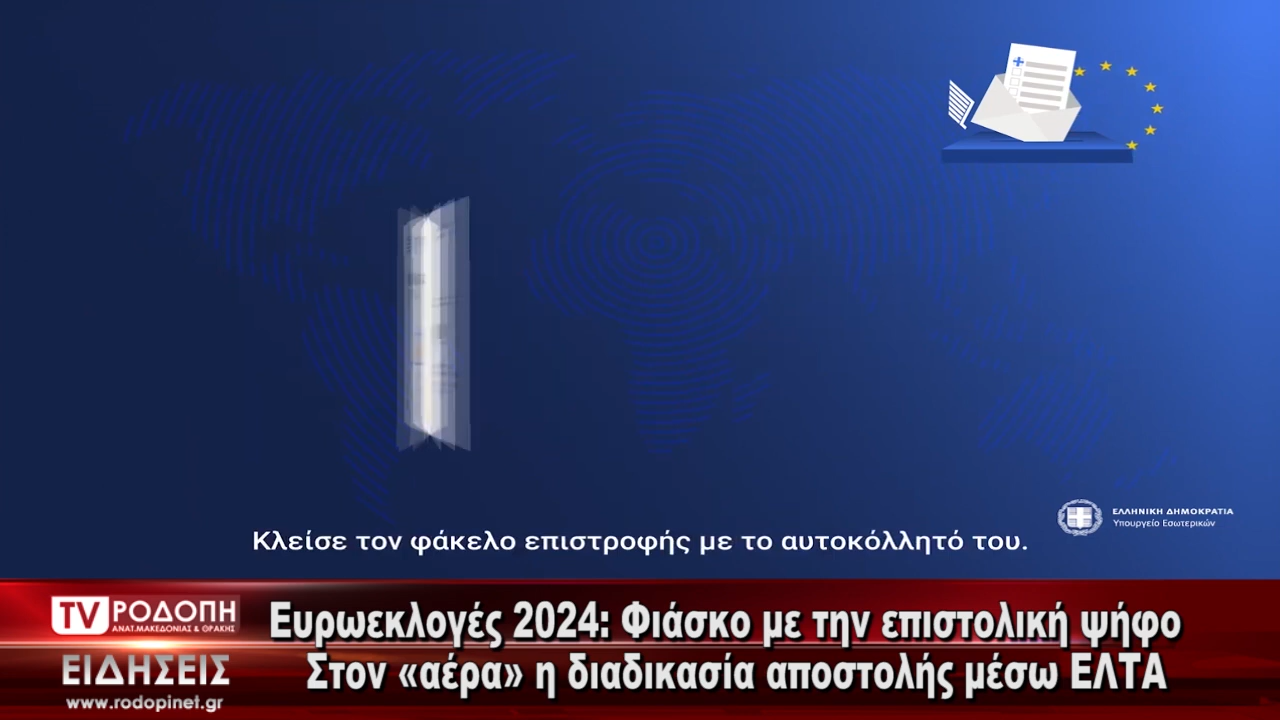 ΕΛΛΗΝΙΚΗ ΔΗΜΟΚΡΑΤΙΑ
Υπουργείο Εσωτερικών
Κλείσε τον φάκελο επιστροφής με το αυτοκόλλητό του.
TV ΡΟΔΟΠΗ
ΑΝΑΤ.ΜΑΚΕΔΟΝΙΑΣ & ΘΡΑΚΗΣ
ΕΙΔΗΣΕΙΣ
www.rodopinet.gr
Ευρωεκλογές 2024: Φιάσκο με την επιστολική ψήφο
Στον «αέρα» η διαδικασία αποστολής μέσω ΕΛΤΑ